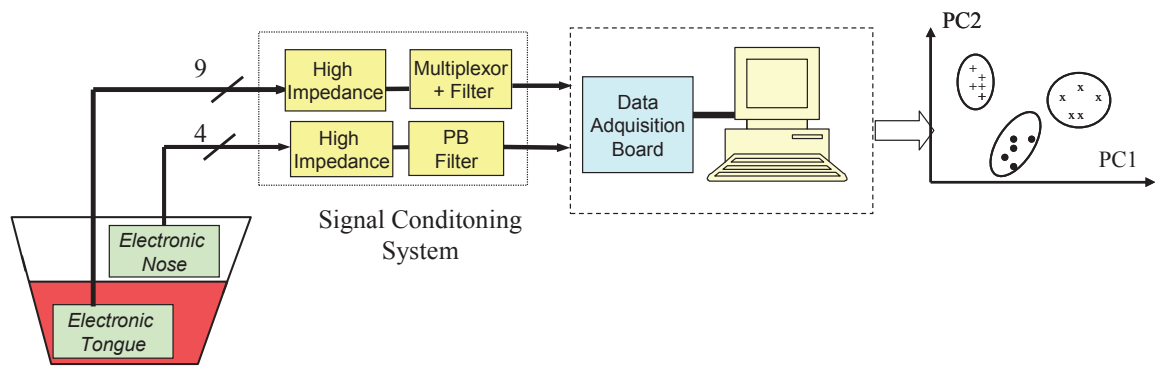 9
High
Impedance
Multiplexor
+ Filter
4
High
Impedance
PB
Filter
Signal Conditoning
System
Electronic
Nose
Electronic
Tongue
Data
Adquisition
Board
PC2
PC1